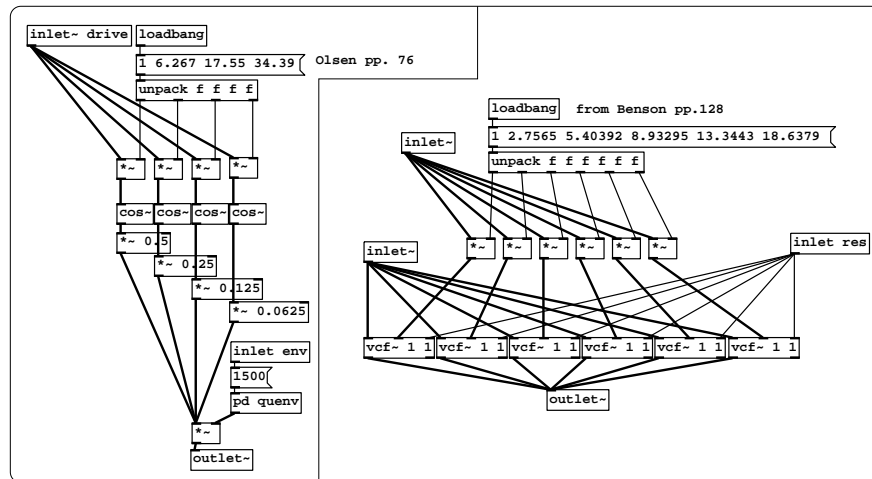 inlet~ drive
loadbang
1 6.267 17.55 34.39
Olsen pp. 76
unpack f f f f
*~ *~ *~ *~
cos~ cos~ cos~ cos~
*~ 0.5
*~ 0.25
*~ 0.125
*~ 0.0625
inlet env
1500
pd quenv
*~
outlet~
loadbang
from Benson pp.128
1 2.7565 5.40392 8.93295 13.3443 18.6379
inlet~
unpack f f f f f f
*~ *~ *~ *~ *~ *~
inlet~
inlet res
vcf~ 1 1 vcf~ 1 1 vcf~ 1 1 vcf~ 1 1 vcf~ 1 1 vcf~ 1 1
outlet~